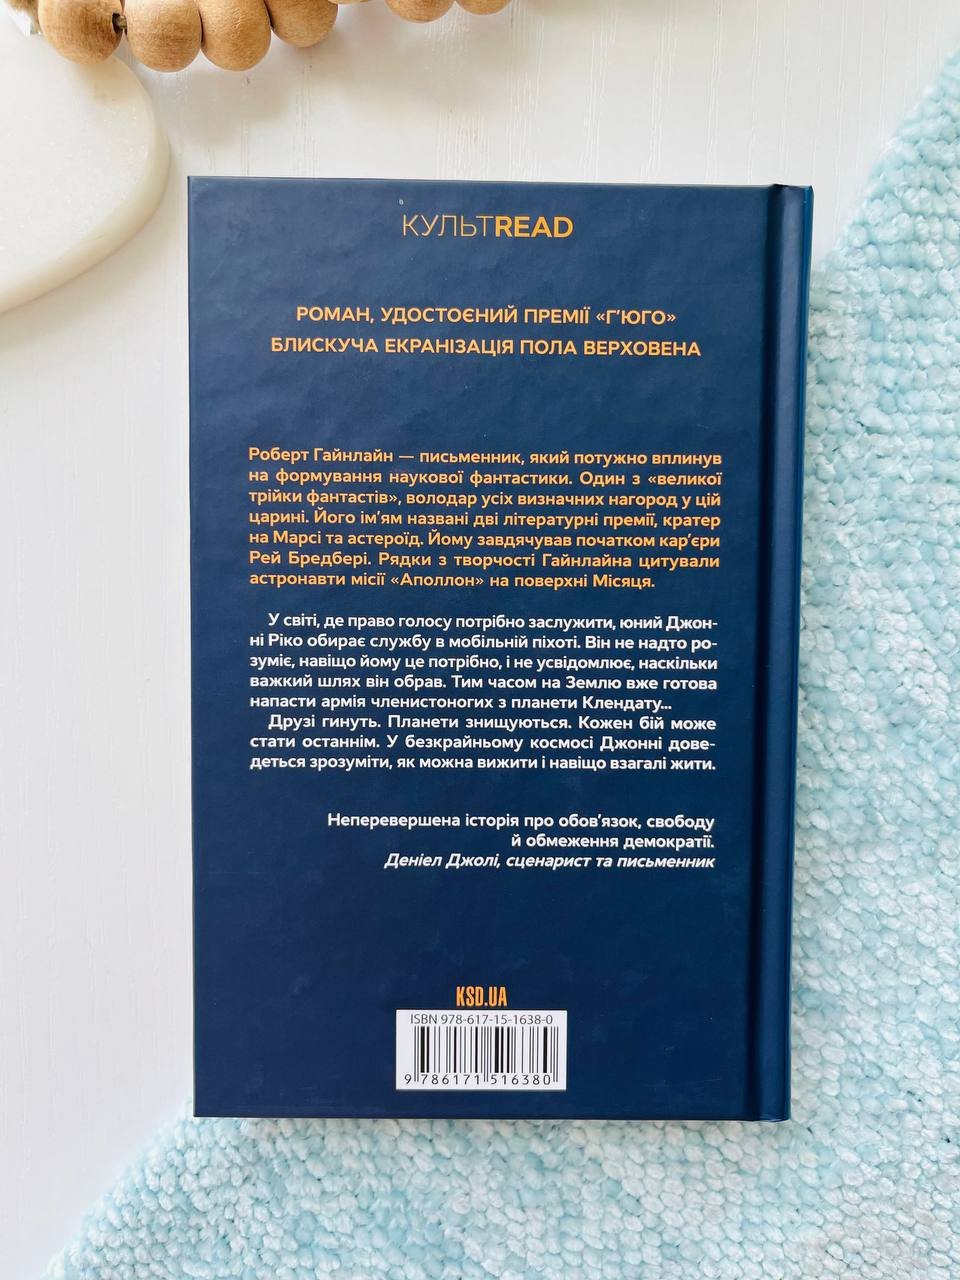 КУЛЬТREAD
РОМАН, УДОСТОЄНИЙ ПРЕМІЇ «Г'ЮГО»
БЛИСКУЧА ЕКРАНІЗАЦІЯ ПОЛА ВЕРХОВЕНА
Роберт Гайнлайн — письменник, який потужно вплинув
на формування наукової фантастики. Один з «великої
трійки фантастів», володар усіх визначних нагород у цій
царині. Його ім'ям названі дві літературні премії, кратер
на Марсі та астероїд. Йому завдячував початком кар'єри
Рей Бредбері. Рядки з творчості Гайнлайна цитували
астронавти місії «Аполлон» на поверхні Місяця.
У світі, де право голосу потрібно заслужити, юний Джон-
ні Ріко обирає службу в мобільній піхоті. Він не надто ро-
зуміє, навіщо йому це потрібно, і не усвідомлює, наскільки
важкий шлях він обрав. Тим часом на Землю вже готова
напасти армія членистоногих з планети Клендату...
Друзі гинуть. Планети знищуються. Кожен бій може
стати останнім. У безкрайньому космосі Джонні дове-
деться зрозуміти, як можна вижити і навіщо взагалі жити.
Неперевершена історія про обов'язок, свободу
й обмеження демократії.
Деніел Джолі, сценарист та письменник
KSD.UA
ISBN 978-617-15-1638-0
9 786171 516380